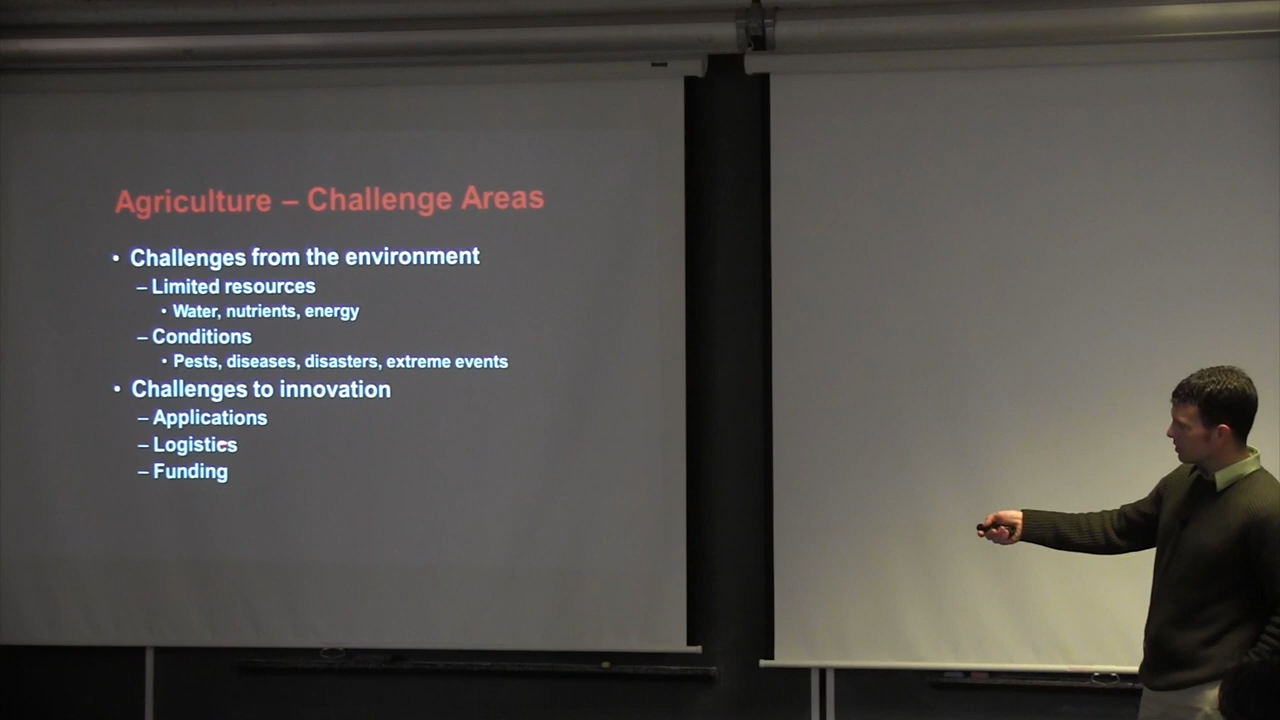 Agriculture – Challenge Areas
• Challenges from the environment
– Limited resources
• Water, nutrients, energy
– Conditions
• Pests, diseases, disasters, extreme events
• Challenges to innovation
– Applications
– Logistics
– Funding